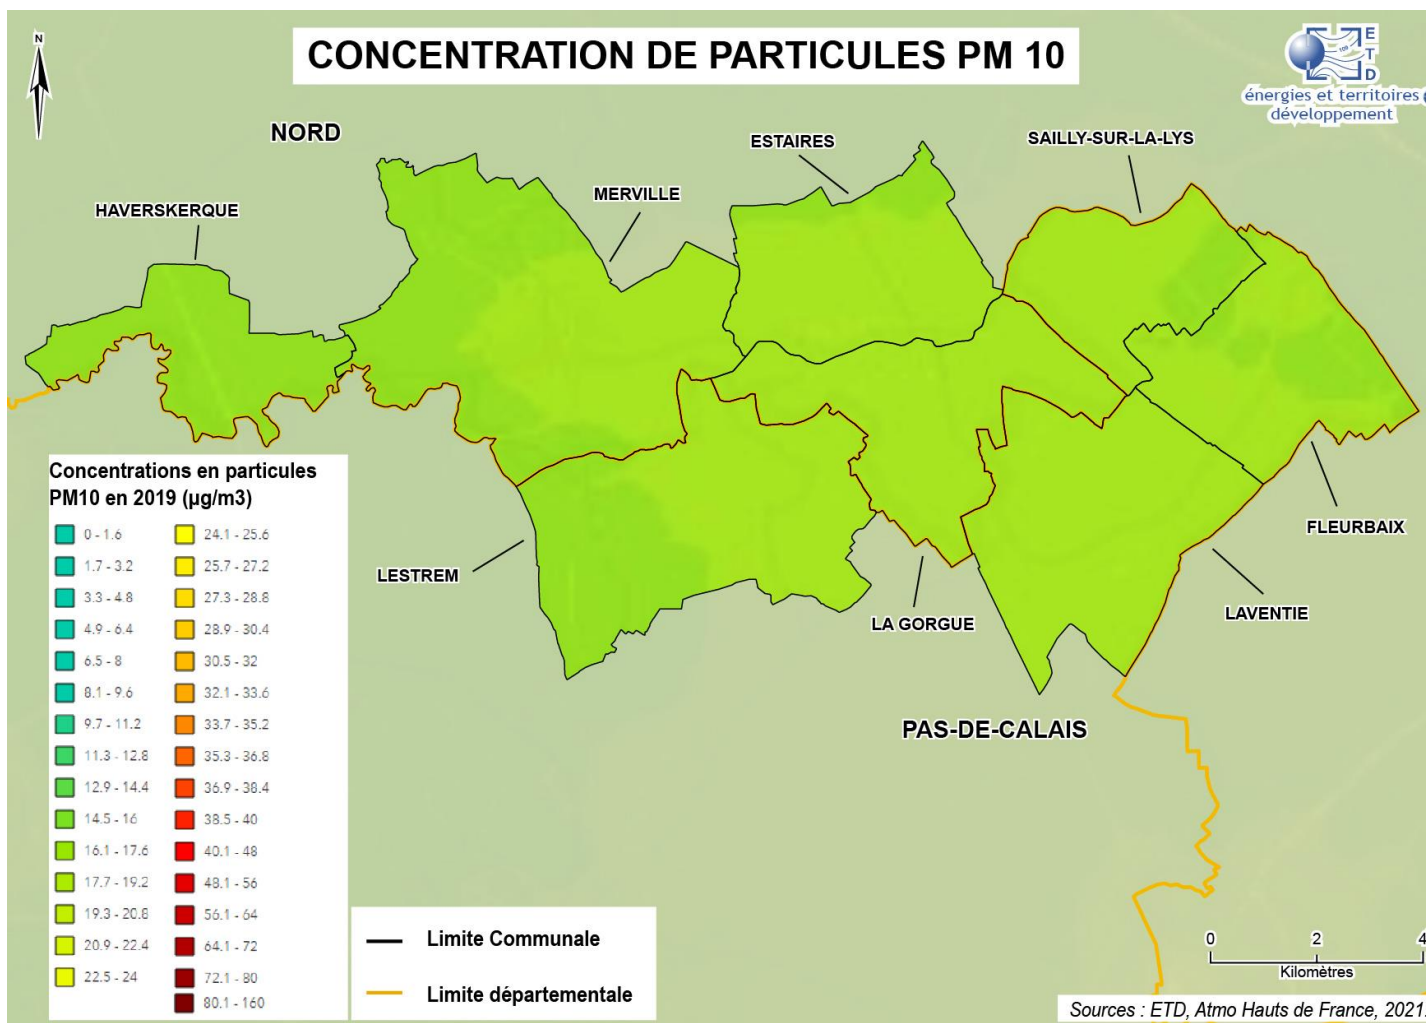 CONCENTRATION DE PARTICULES PM 10
N
E
T
D
énergies et territoires
développement
NORD
HAVERSKERQUE
MERVILLE
ESTAIRES
SAILLY-SUR-LA-LYS
LESTREM
LA GORGUE
LAVENTIE
FLEURBAIX
PAS-DE-CALAIS
Concentrations en particules
PM10 en 2019 (µg/m3)
0 - 1.6
1.7 - 3.2
3.3 - 4.8
4.9 - 6.4
6.5 - 8
8.1 - 9.6
9.7 - 11.2
11.3 - 12.8
12.9 - 14.4
14.5 - 16
16.1 - 17.6
17.7 - 19.2
19.3 - 20.8
20.9 - 22.4
22.5 - 24
24.1 - 25.6
25.7 - 27.2
27.3 - 28.8
28.9 - 30.4
30.5 - 32
32.1 - 33.6
33.7 - 35.2
35.3 - 36.8
36.9 - 38.4
38.5 - 40
40.1 - 48
48.1 - 56
56.1 - 64
64.1 - 72
72.1 - 80
80.1 - 160
Limite Communale
Limite départementale
0 2 4
Kilomètres
Sources : ETD, Atmo Hauts de France, 2021.